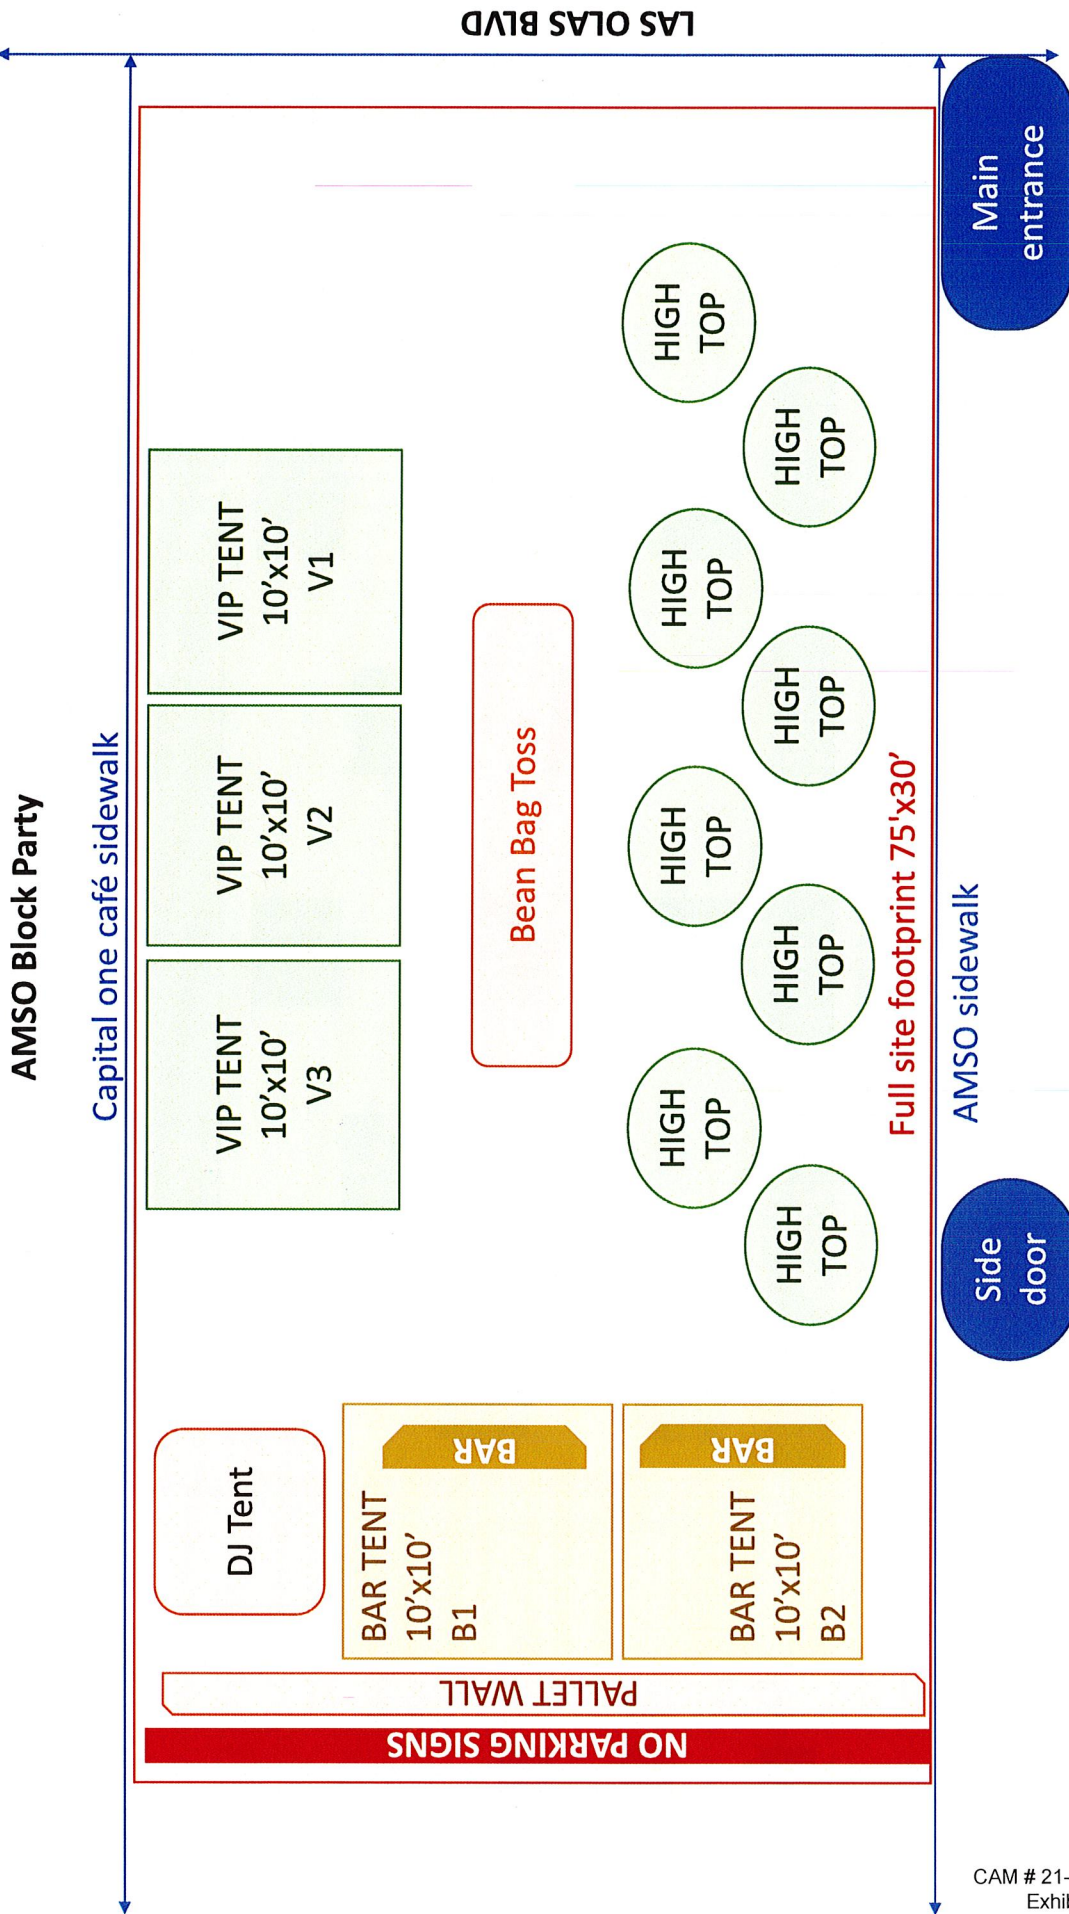 LAS OLAS BLVD
AMSO Block Party
Capital one café sidewalk
VIP TENT
10'x10'
V1
VIP TENT
10'x10'
V2
VIP TENT
10'x10'
V3
DJ Tent
Bean Bag Toss
HIGH
TOP
HIGH
TOP
HIGH
TOP
HIGH
TOP
HIGH
TOP
HIGH
TOP
HIGH
TOP
HIGH
TOP
BAR
BAR TENT
10'x10'
B1
BAR
BAR TENT
10'x10'
B2
PALLET WALL
NO PARKING SIGNS
Full site footprint 75'x30'
AMSO sidewalk
Main
entrance
Side
door
CAM # 21-